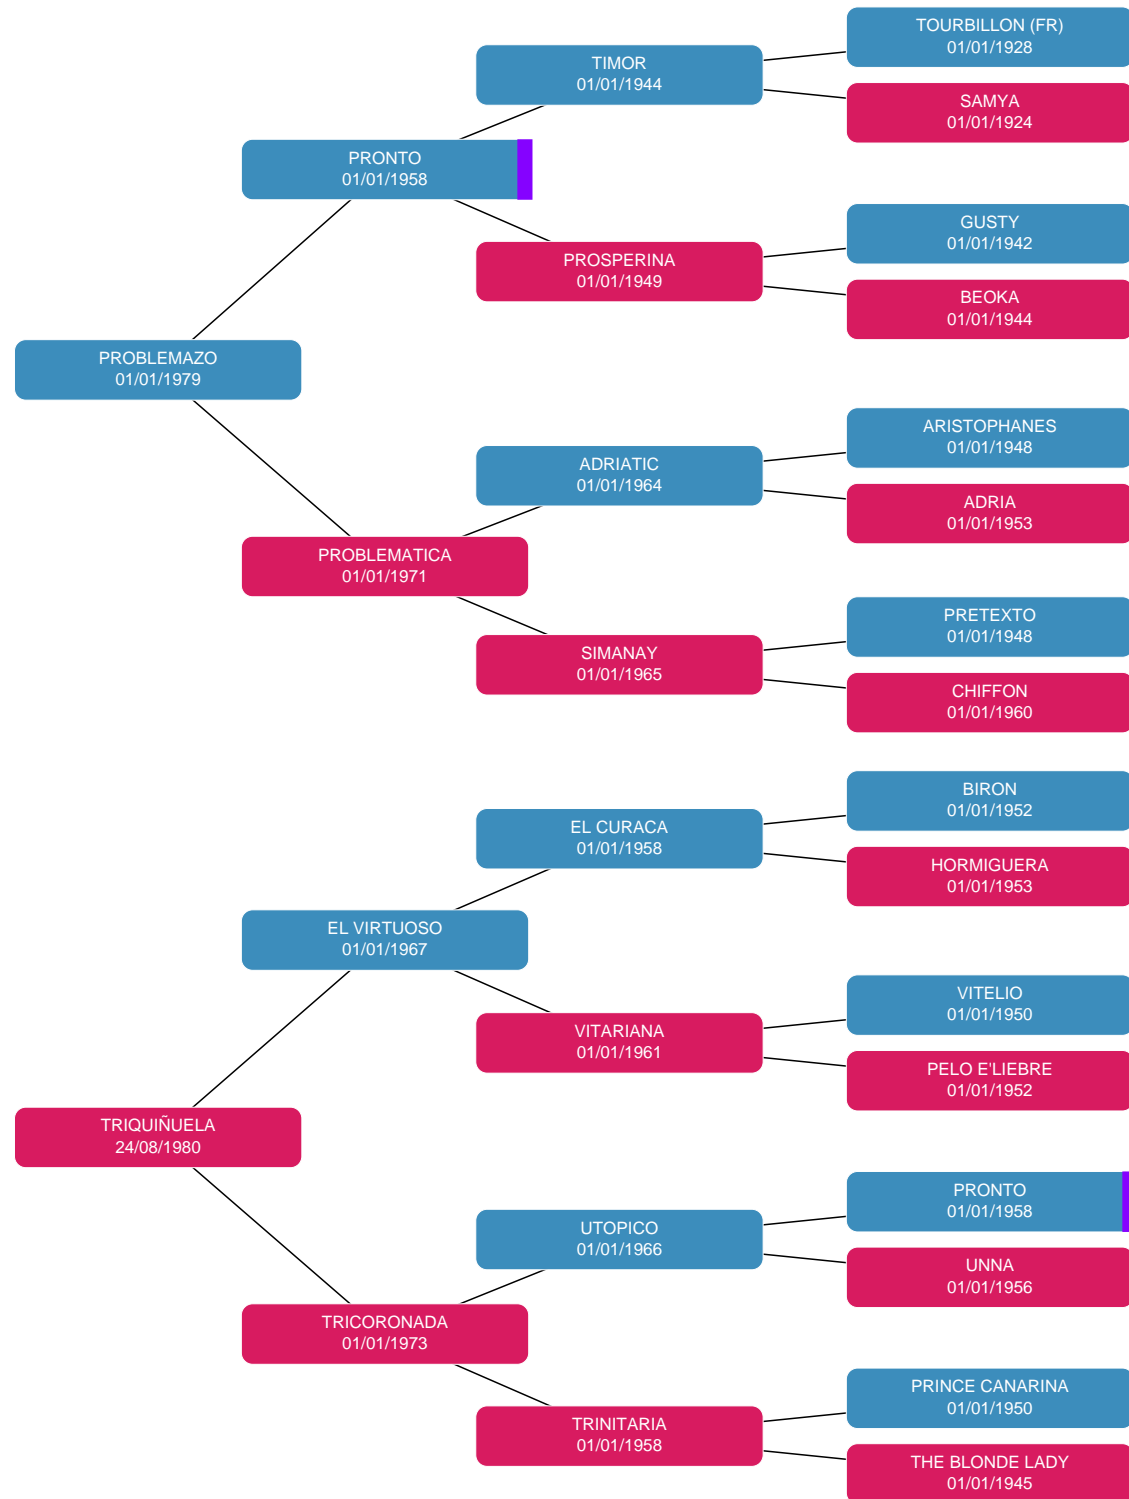 TOURBILLON (FR)
01/01/1928
TIMOR
01/01/1944
SAMYA
01/01/1924
PRONTO
01/01/1958
GUSTY
01/01/1942
PROSPERINA
01/01/1949
BEOKA
01/01/1944
PROBLEMAZO
01/01/1979
ARISTOPHANES
01/01/1948
ADRIATIC
01/01/1964
ADRIA
01/01/1953
PROBLEMATICA
01/01/1971
PRETEXTO
01/01/1948
SIMANAY
01/01/1965
CHIFFON
01/01/1960
BIRON
01/01/1952
EL CURACA
01/01/1958
HORMIGUERA
01/01/1953
EL VIRTUOSO
01/01/1967
VITELIO
01/01/1950
VITARIANA
01/01/1961
PELO E'LIEBRE
01/01/1952
TRIQUIÑUELA
24/08/1980
PRONTO
01/01/1958
UTOPICO
01/01/1966
UNNA
01/01/1956
TRICORONADA
01/01/1973
PRINCE CANARINA
01/01/1950
TRINITARIA
01/01/1958
THE BLONDE LADY
01/01/1945